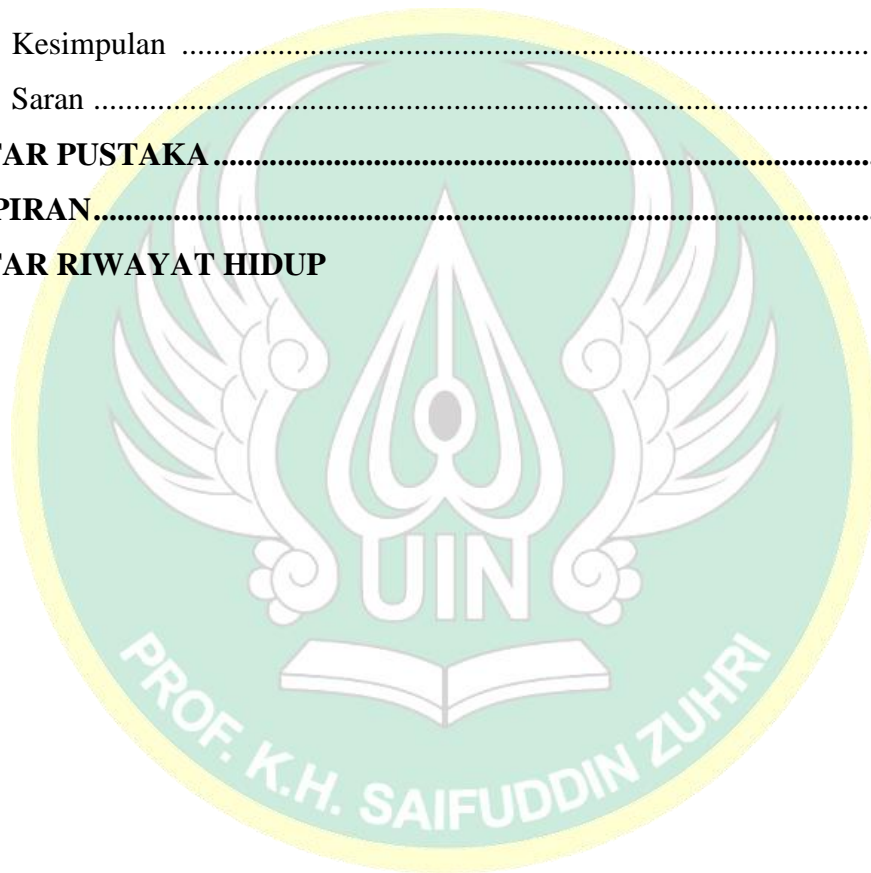 Kesimpulan ....................................................................................
Saran ...............................................................................................
TAR PUSTAKA.................................................................................
PIRAN................................................................................................
TAR RIWAYAT HIDUP
UIN
PROF. K.H. SAIFUDDIN ZUHRI